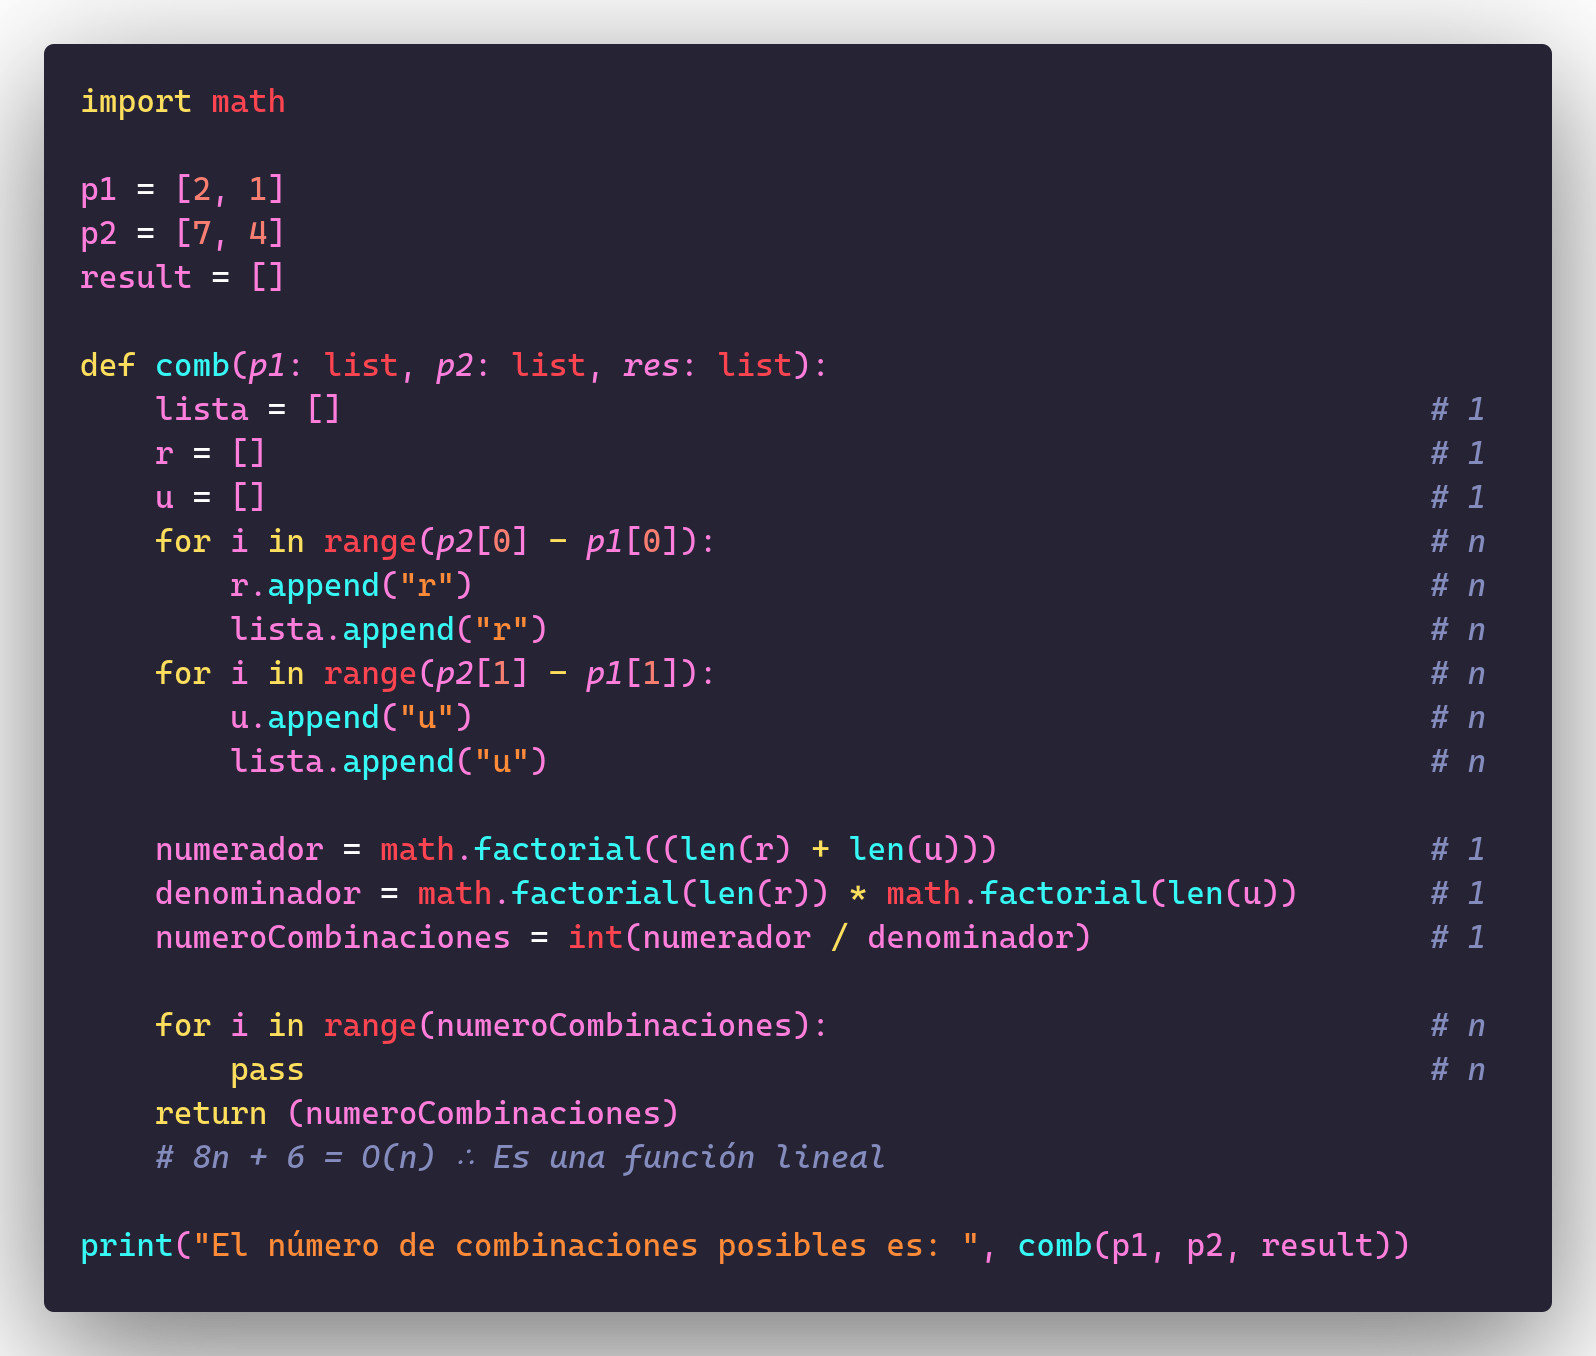 import math
p1 = [2, 1]
p2 = [7, 4]
result = []
def comb(p1: list, p2: list, res: list):
    lista = [] # 1
    r = [] # 1
    u = [] # 1
    for i in range(p2[0] - p1[0]): # n
        r.append("r") # n
        lista.append("r") # n
    for i in range(p2[1] - p1[1]): # n
        u.append("u") # n
        lista.append("u") # n
    numerador = math.factorial((len(r) + len(u))) # 1
    denominador = math.factorial(len(r)) * math.factorial(len(u)) # 1
    numeroCombinaciones = int(numerador / denominador) # 1
    for i in range(numeroCombinaciones): # n
        pass # n
    return (numeroCombinaciones)
    # 8n + 6 = O(n) ∴ Es una función lineal
print("El número de combinaciones posibles es: ", comb(p1, p2, result))